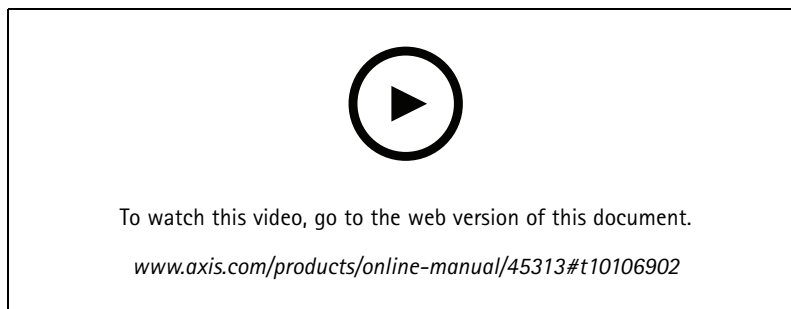 To watch this video, go to the web version of this document.
www.axis.com/products/online-manual/45313#t10106902